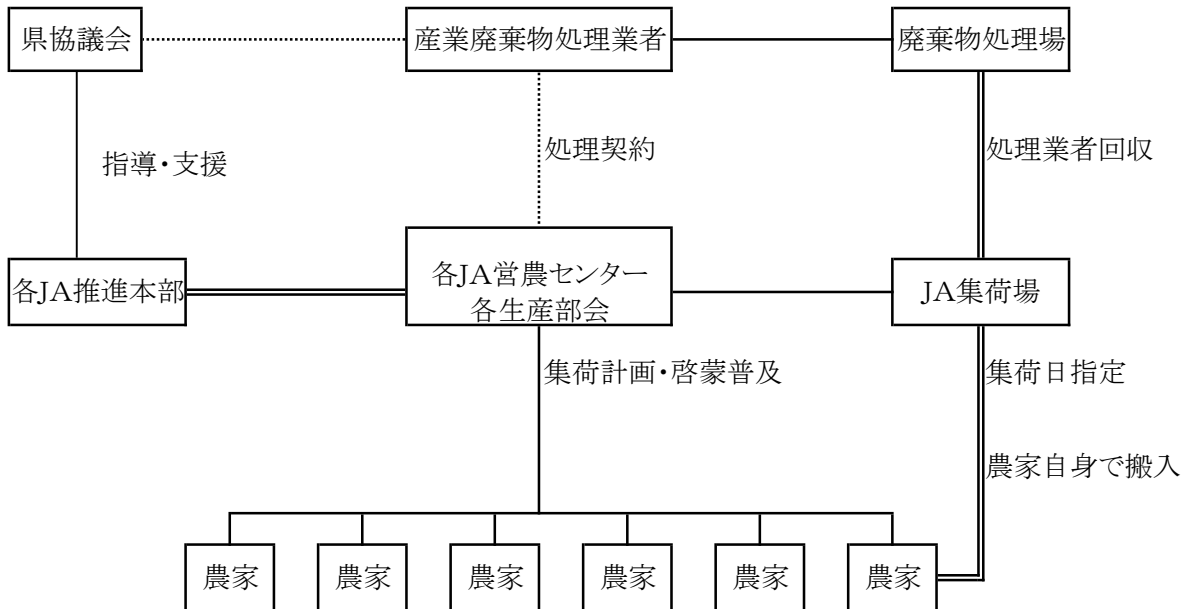 県協議会
産業廃棄物処理業者
廃棄物処理場
指導・支援
処理契約
処理業者回収
各JA推進本部
各JA営農センター
各生産部会
JA集荷場
集荷計画・啓蒙普及
集荷日指定
農家自身で搬入
農家
農家
農家
農家
農家
農家